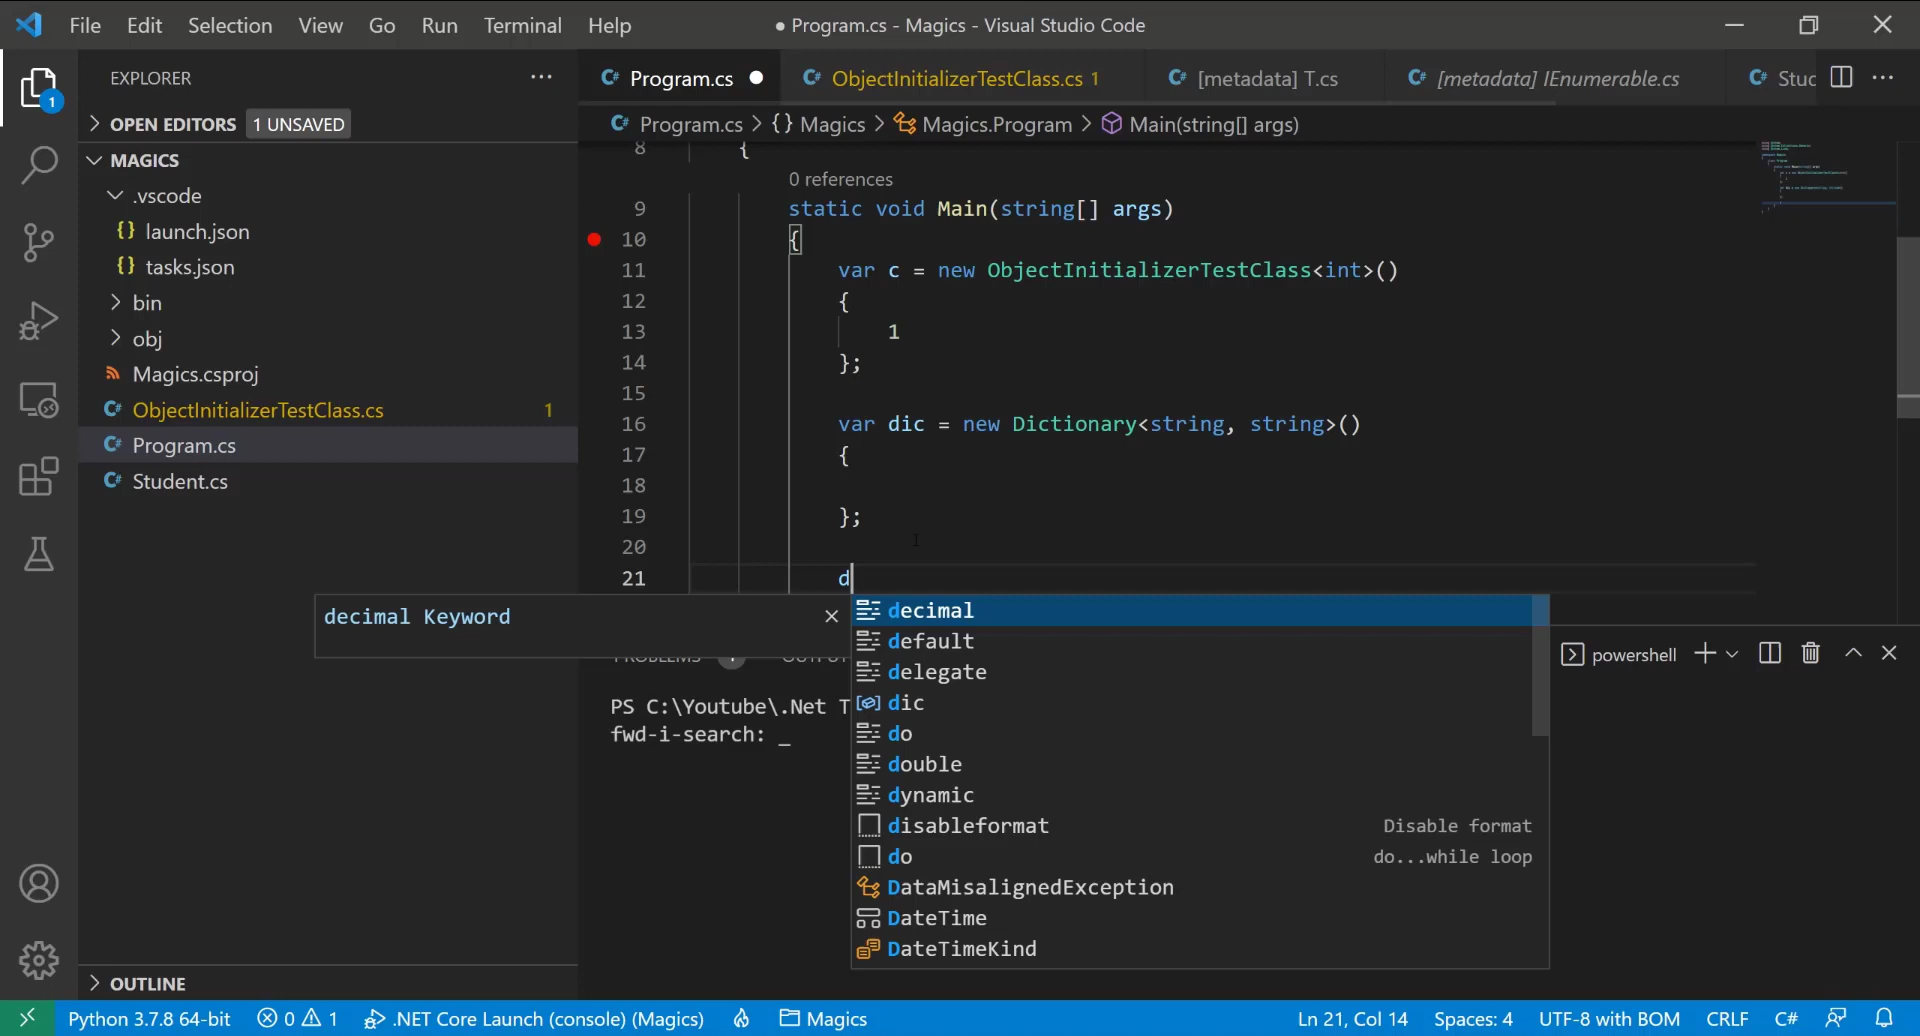 File Edit Selection View Go Run Terminal Help
● Program.cs - Magics - Visual Studio Code
EXPLORER
OPEN EDITORS 1 UNSAVED
MAGICS
.vscode
{} launch.json
{} tasks.json
bin
obj
Magics.csproj
C# ObjectInitializerTestClass.cs 1
C# Program.cs
C# Student.cs
OUTLINE
1
C# Program.cs ● C# ObjectInitializerTestClass.cs 1 C# [metadata] T.cs C# [metadata] IEnumerable.cs C# Stuc
C# Program.cs > {} Magics > Magics.Program > Main(string[] args)
8 {
0 references
9 static void Main(string[] args)
10 {
11 var c = new ObjectInitializerTestClass<int>()
12 {
13 1
14 };
15
16 var dic = new Dictionary<string, string>()
17 {
18
19 };
20
21 d
decimal Keyword
decimal
default
delegate
dic
do
double
dynamic
disableformat Disable format
do do...while loop
DataMisalignedException
DateTime
DateTimeKind
powershell
PS C:\Youtube\.Net T
fwd-i-search: _
Python 3.7.8 64-bit 0 1 .NET Core Launch (console) (Magics) Magics Ln 21, Col 14 Spaces: 4 UTF-8 with BOM CRLF C#